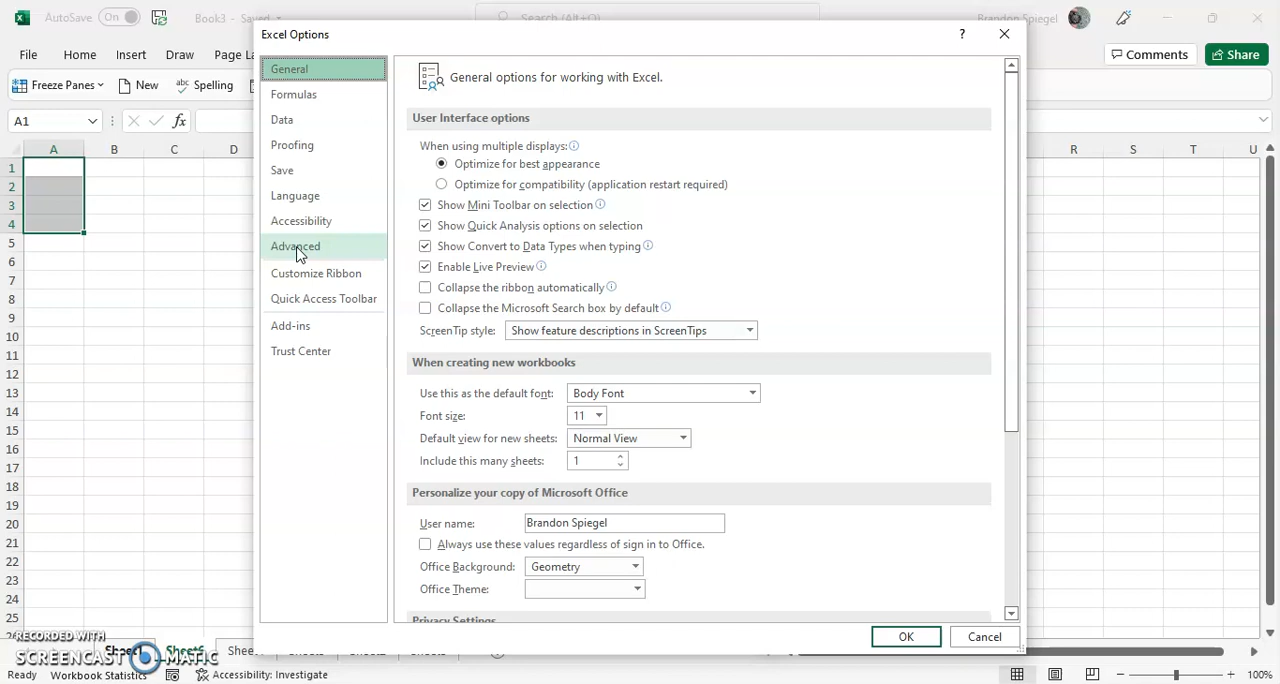 AutoSave On Book3 - Saved Search (Alt+Q) Brandon Spiegel
File Home Insert Draw Page La Comments Share
Freeze Panes New Spelling
A1 fx
A B C D R S T U
Excel Options ?
General
Formulas
Data
Proofing
Save
Language
Accessibility
Advanced
Customize Ribbon
Quick Access Toolbar
Add-ins
Trust Center
General options for working with Excel.
User Interface options
When using multiple displays:
Optimize for best appearance
Optimize for compatibility (application restart required)
Show Mini Toolbar on selection
Show Quick Analysis options on selection
Show Convert to Data Types when typing
Enable Live Preview
Collapse the ribbon automatically
Collapse the Microsoft Search box by default
ScreenTip style: Show feature descriptions in ScreenTips
When creating new workbooks
Use this as the default font: Body Font
Font size: 11
Default view for new sheets: Normal View
Include this many sheets: 1
Personalize your copy of Microsoft Office
User name: Brandon Spiegel
Always use these values regardless of sign in to Office.
Office Background: Geometry
Office Theme:
Privacy Settings
OK Cancel
1
2
3
4
5
6
7
8
9
10
11
12
13
14
15
16
17
18
19
20
21
22
23
24
25
RECORDED WITH
SCREENCAST MATIC
Ready Workbook Statistics Accessibility: Investigate 100%